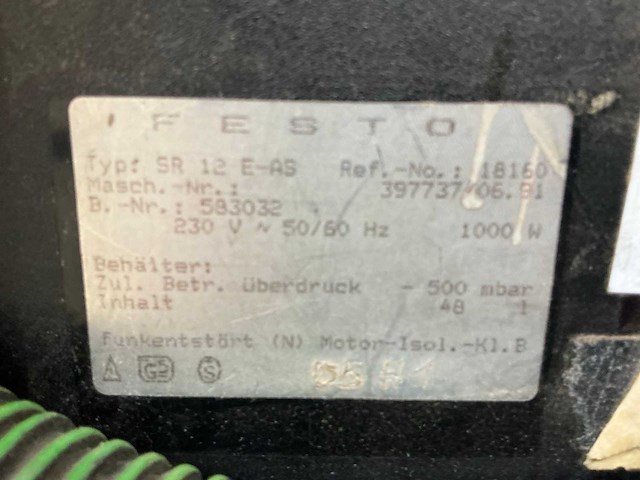 FESTO
Typ: SR 12 E-AS Ref.-No.: 18160
Masch.-Nr.: 397737/06.91
B.-Nr.: 583032
230 V ~ 50/60 Hz 1000 W
Behälter:
Zul. Betr. Überdruck - 500 mbar
Inhalt 48 l
Funkentstört (N) Motor-Isol.-Kl.B
GS S